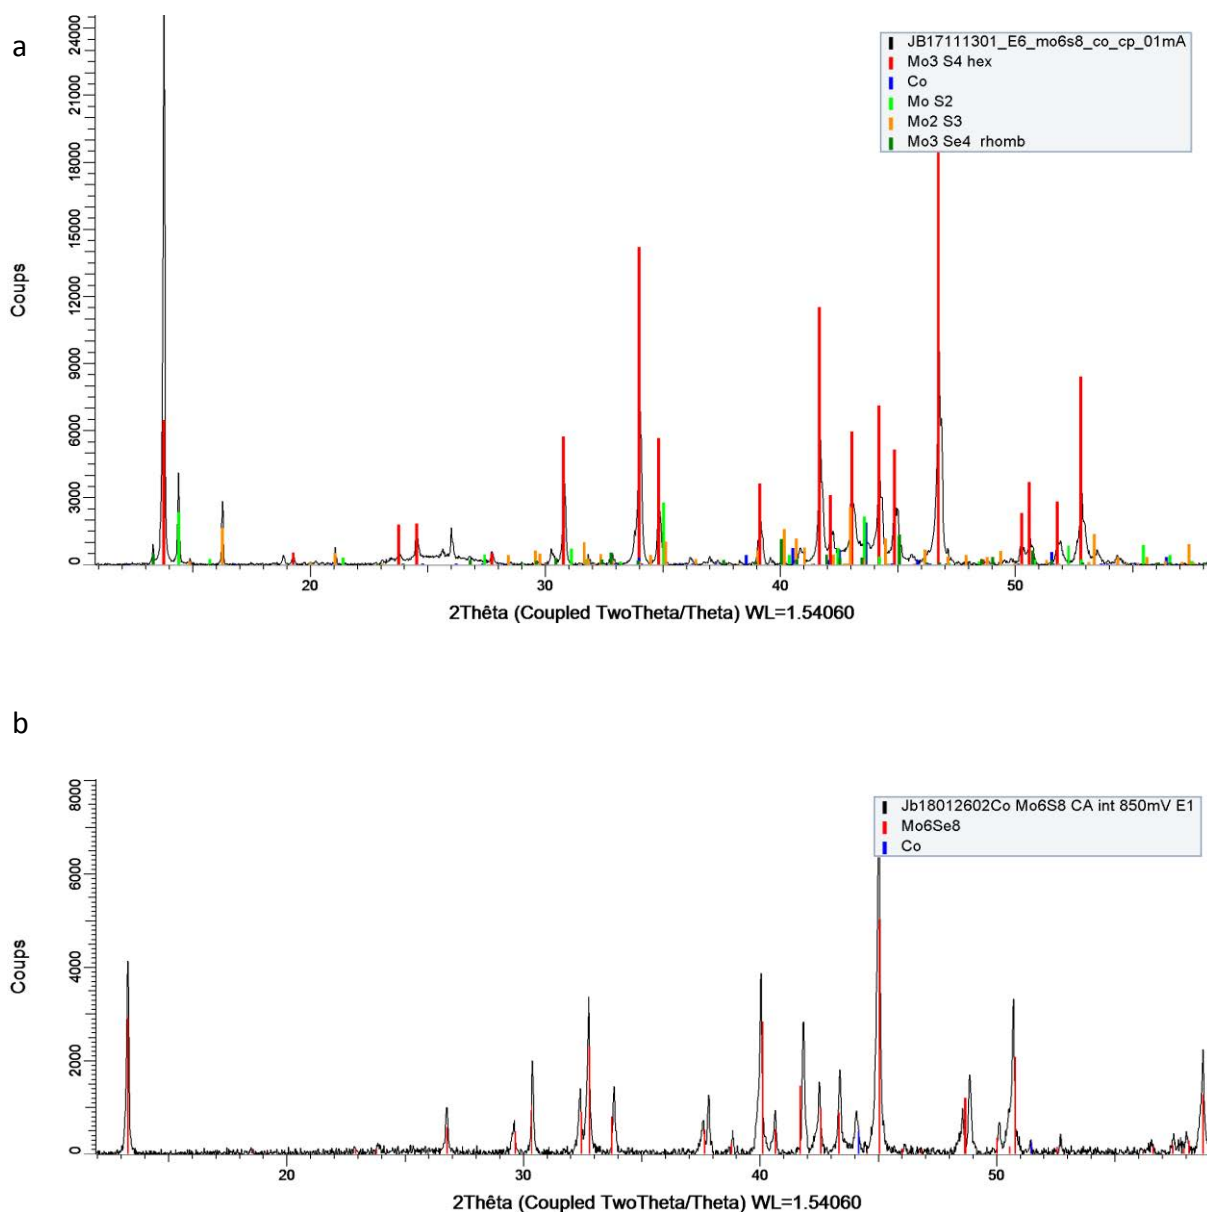 a
JB17111301_E6_mo6s8_co_cp_01mA
Mo3 S4 hex
Co
Mo S2
Mo2 S3
Mo3 Se4 rhomb
Coups
24000
21000
18000
15000
12000
9000
6000
3000
0
20 30 40 50
2Thêta (Coupled TwoTheta/Theta) WL=1.54060
b
Jb18012602Co Mo6S8 CA int 850mV E1
Mo6Se8
Co
Coups
8000
6000
4000
2000
0
20 30 40 50
2Thêta (Coupled TwoTheta/Theta) WL=1.54060